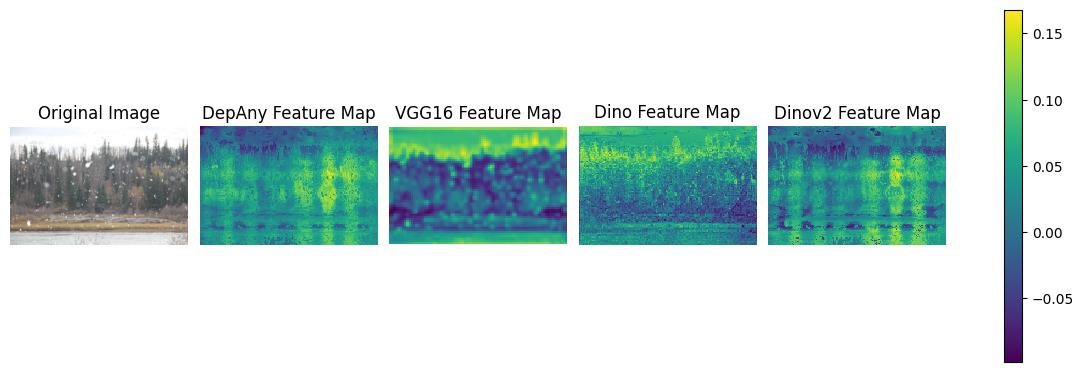 Original Image
DepAny Feature Map
VGG16 Feature Map
Dino Feature Map
Dinov2 Feature Map
0.15
0.10
0.05
0.00
−0.05